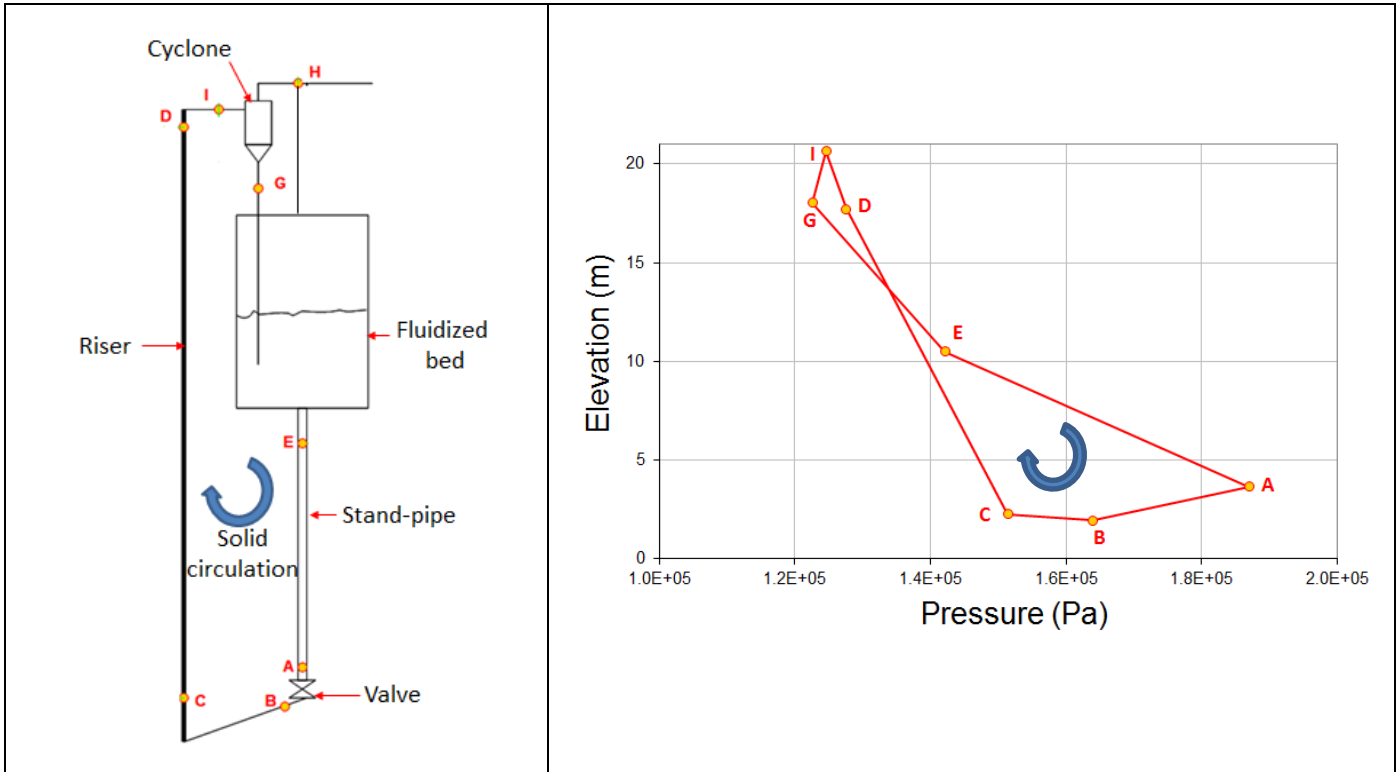 Cyclone
H
I
D
G
Riser
Fluidized
bed
E
Stand-pipe
Solid
circulation
A
Valve
C
B
Elevation (m)
20
15
10
5
0
I
D
G
E
A
C
B
1.0E+05 1.2E+05 1.4E+05 1.6E+05 1.8E+05 2.0E+05
Pressure (Pa)